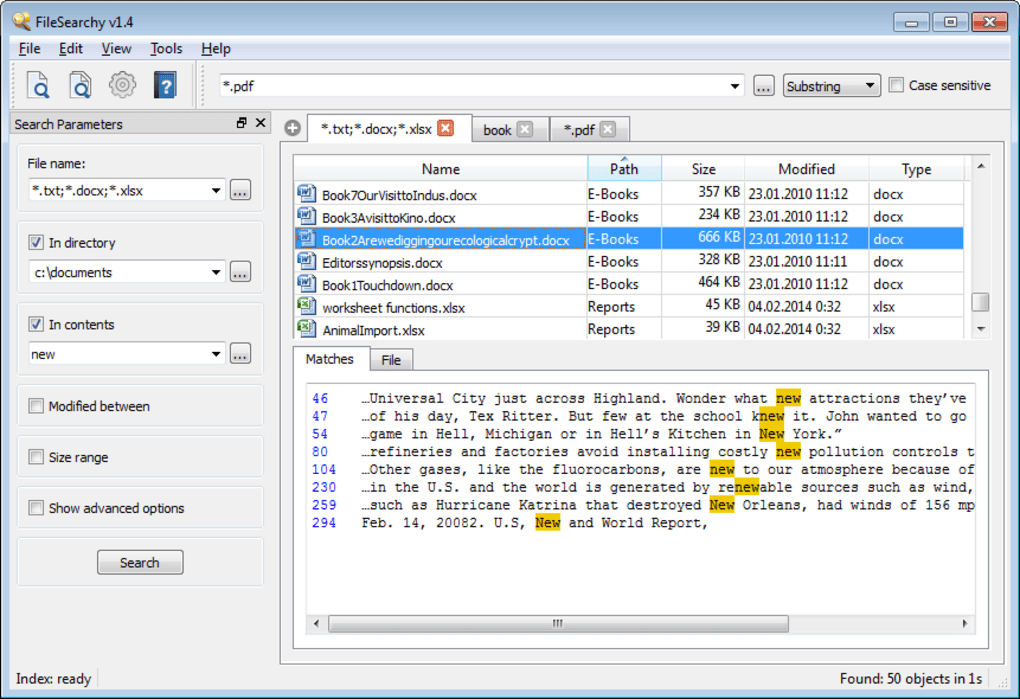 FileSearchy v1.4
File Edit View Tools Help
*.pdf ... Substring Case sensitive
Search Parameters
File name:
*.txt;*.docx;*.xlsx ...
In directory
c:\documents ...
In contents
new ...
Modified between
Size range
Show advanced options
Search
*.txt;*.docx;*.xlsx book *.pdf
Name Path Size Modified Type
Book7OurVisittoIndus.docx E-Books 357 KB 23.01.2010 11:12 docx
Book3AvisittoKino.docx E-Books 234 KB 23.01.2010 11:12 docx
Book2Arewediggingourecologicalcrypt.docx E-Books 666 KB 23.01.2010 11:12 docx
Editorssynopsis.docx E-Books 328 KB 23.01.2010 11:11 docx
Book1Touchdown.docx E-Books 464 KB 23.01.2010 11:12 docx
worksheet functions.xlsx Reports 45 KB 04.02.2014 0:32 xlsx
AnimalImport.xlsx Reports 39 KB 04.02.2014 0:32 xlsx
Matches File
46 …Universal City just across Highland. Wonder what new attractions they’ve
47 …of his day, Tex Ritter. But few at the school knew it. John wanted to go
54 …game in Hell, Michigan or in Hell’s Kitchen in New York.”
80 …refineries and factories avoid installing costly new pollution controls t
104 …Other gases, like the fluorocarbons, are new to our atmosphere because of
230 …in the U.S. and the world is generated by renewable sources such as wind,
259 …such as Hurricane Katrina that destroyed New Orleans, had winds of 156 mp
294 Feb. 14, 20082. U.S, New and World Report,
Index: ready
Found: 50 objects in 1s